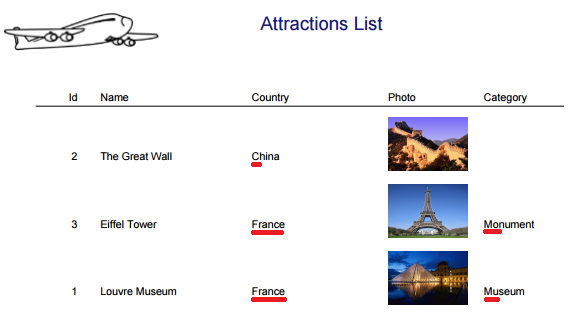 Attractions List
Id Name Country Photo Category
2 The Great Wall China
3 Eiffel Tower France Monument
1 Louvre Museum France Museum